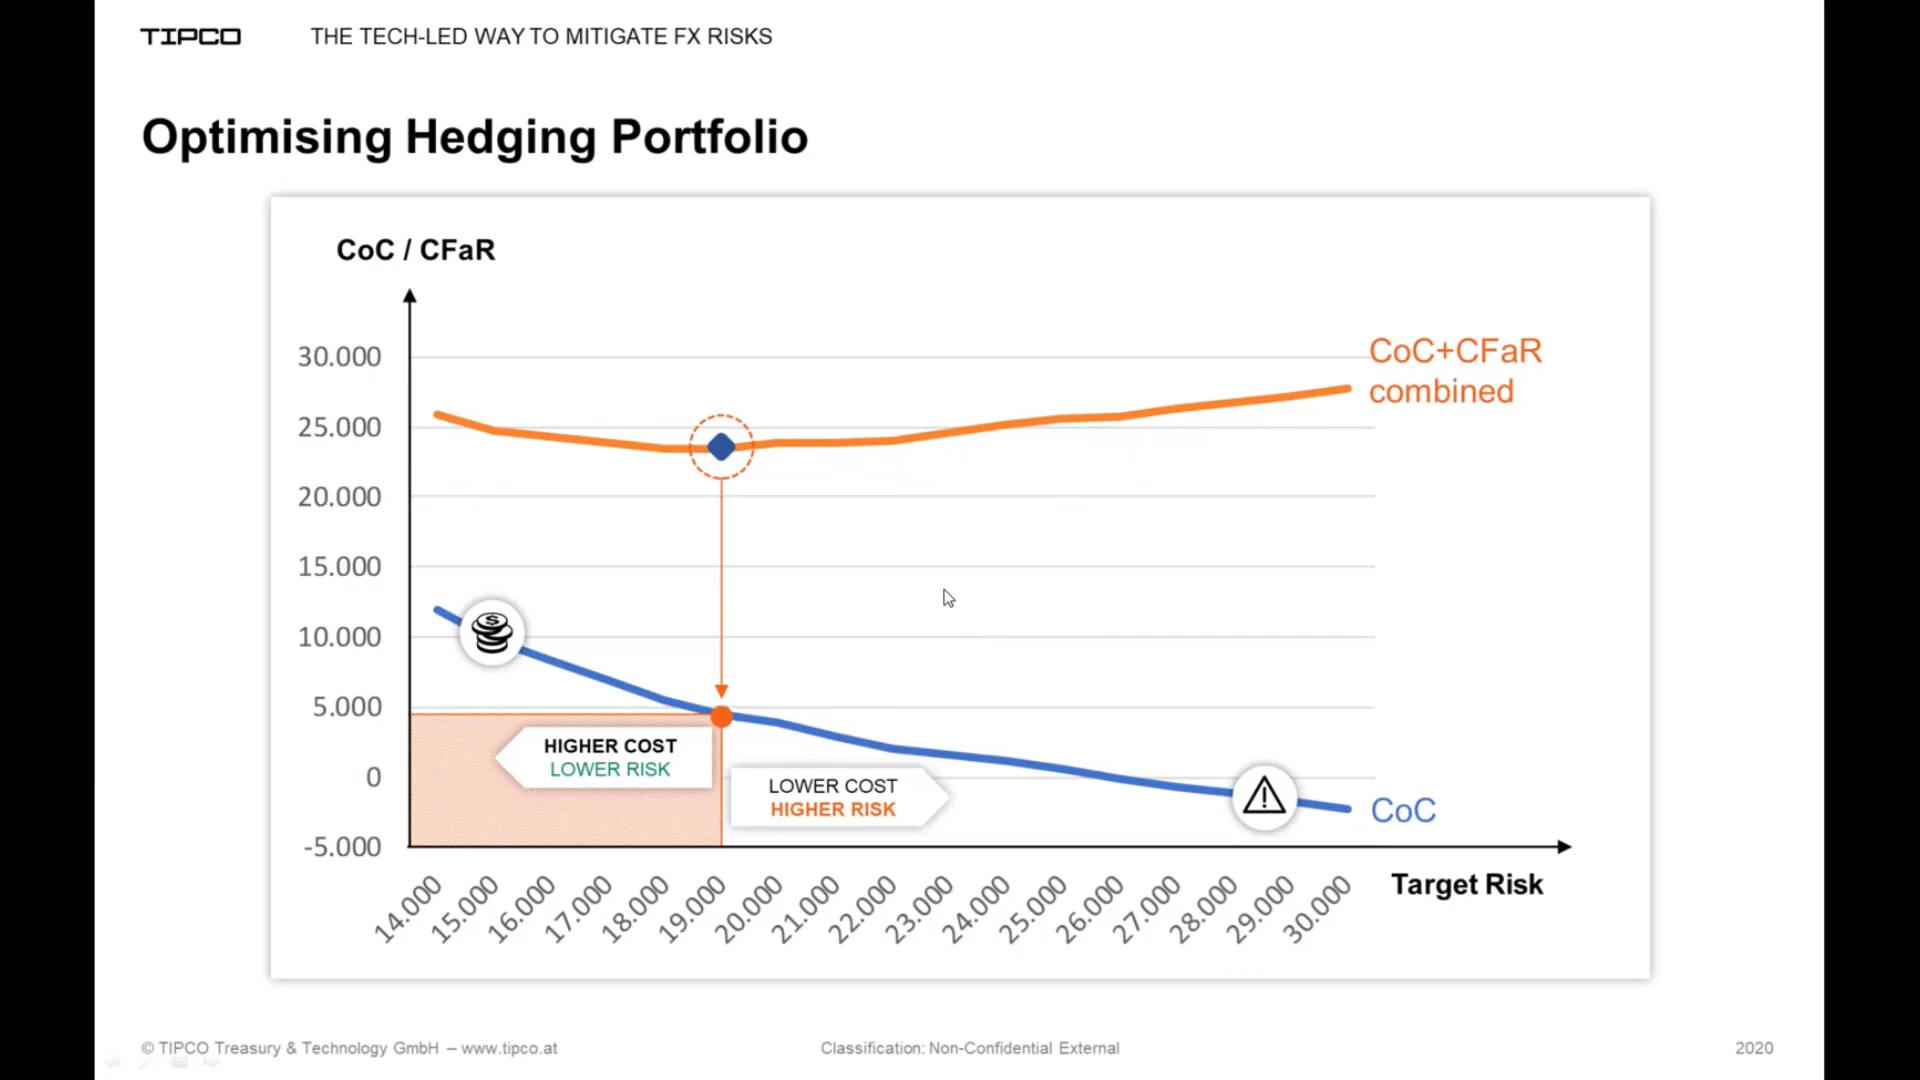 TIPCO
THE TECH-LED WAY TO MITIGATE FX RISKS
Optimising Hedging Portfolio
CoC / CFaR
30.000
25.000
20.000
15.000
10.000
5.000
0
-5.000
CoC+CFaR
combined
$
HIGHER COST
LOWER RISK
LOWER COST
HIGHER RISK
CoC
14.000
15.000
16.000
17.000
18.000
19.000
20.000
21.000
22.000
23.000
24.000
25.000
26.000
27.000
28.000
29.000
30.000
Target Risk
© TIPCO Treasury & Technology GmbH – www.tipco.at
Classification: Non-Confidential External
2020